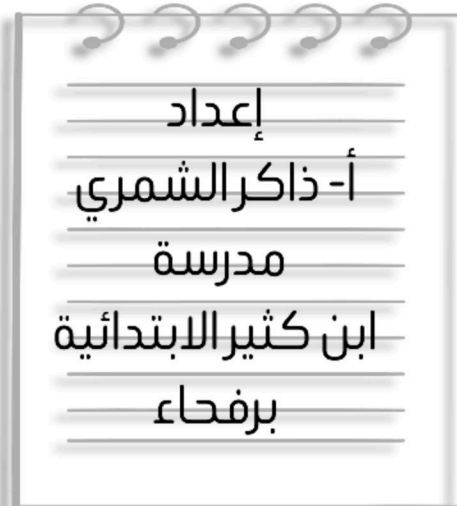 إعداد
أ- ذاكر الشمري
مدرسة
ابن كثير الابتدائية
برفحاء